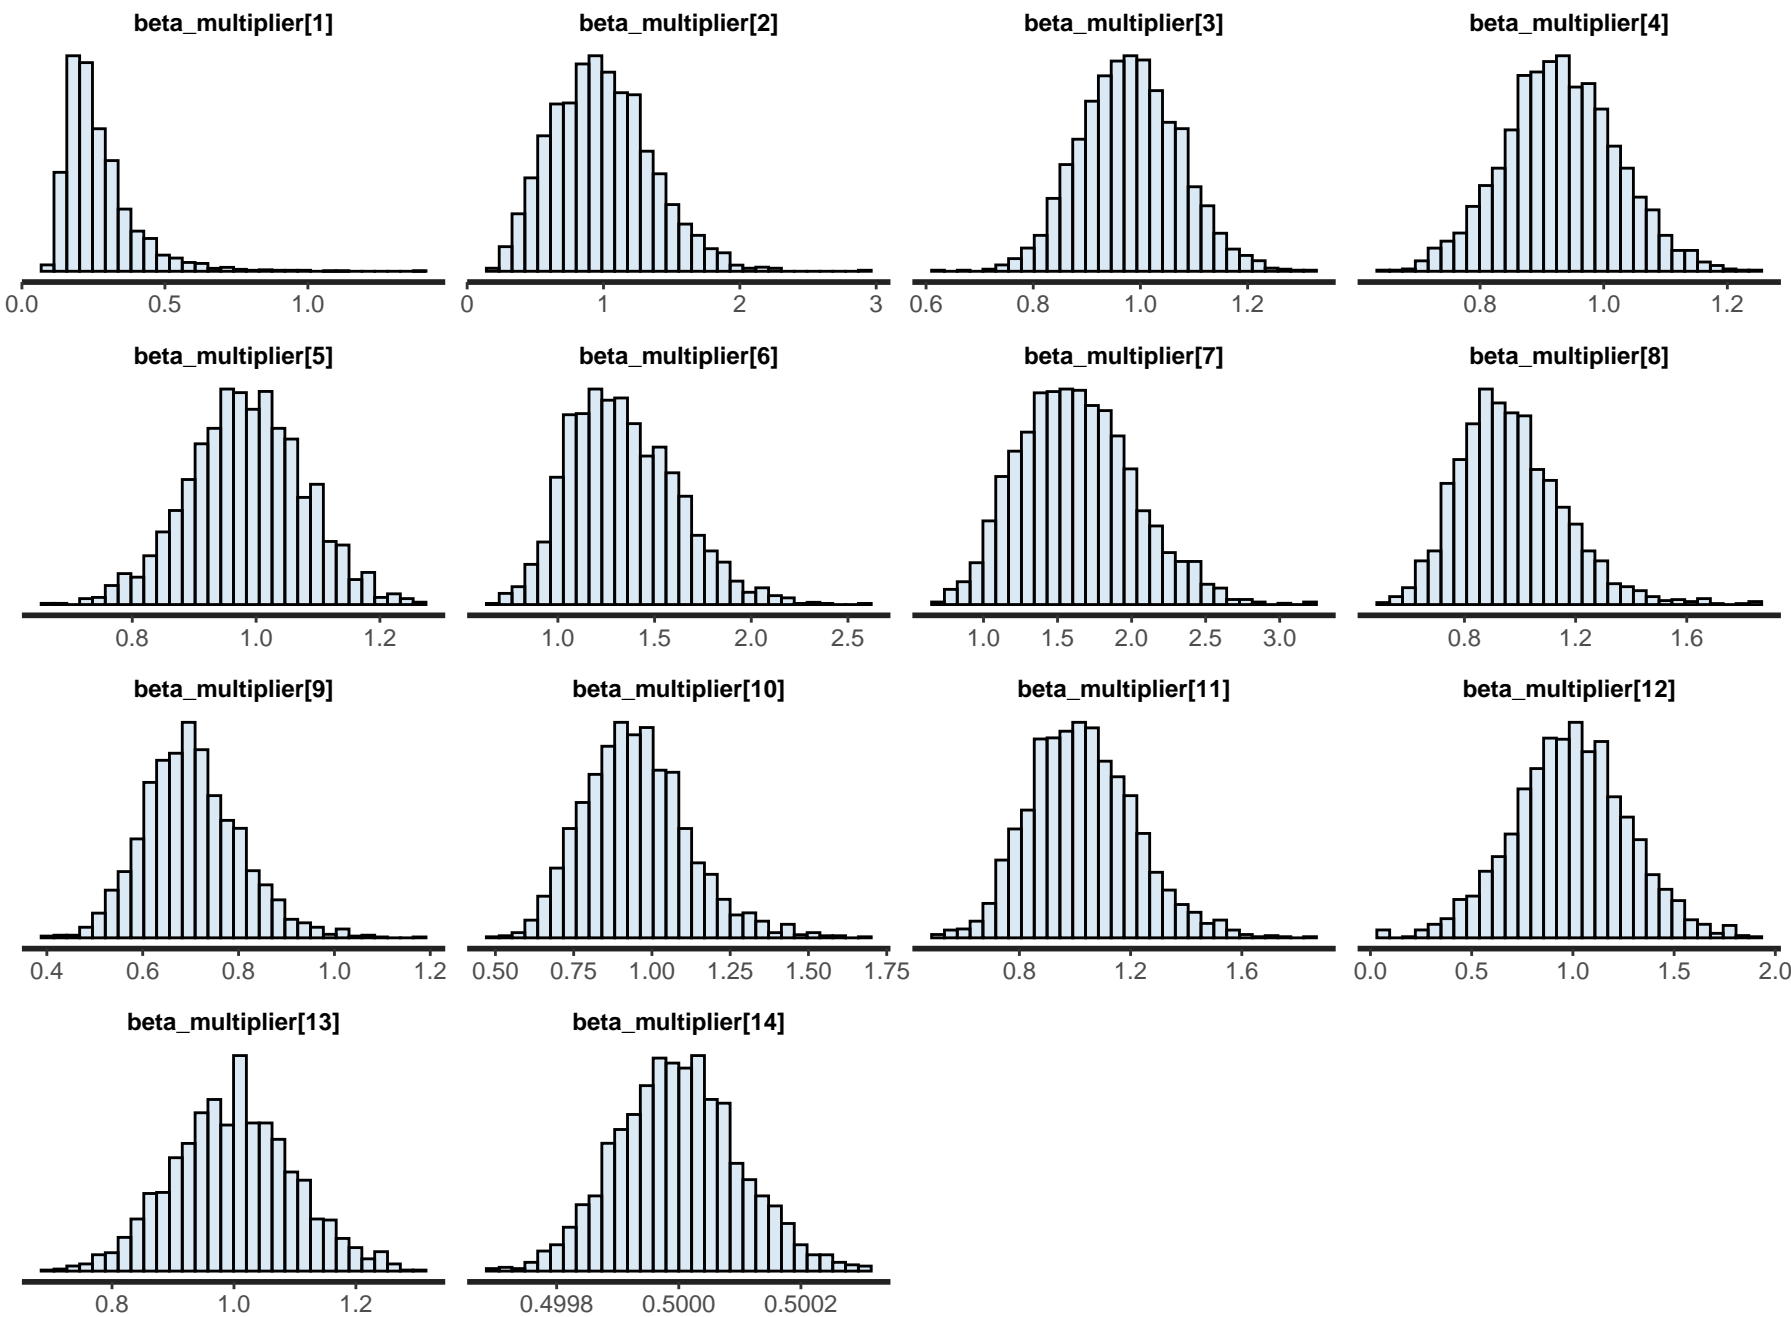 beta_multiplier[1] beta_multiplier[2] beta_multiplier[3] beta_multiplier[4]
0.0 0.5 1.0 0 1 2 3 0.6 0.8 1.0 1.2 0.8 1.0 1.2
beta_multiplier[5] beta_multiplier[6] beta_multiplier[7] beta_multiplier[8]
0.8 1.0 1.2 1.0 1.5 2.0 2.5 1.0 1.5 2.0 2.5 3.0 0.8 1.2 1.6
beta_multiplier[9] beta_multiplier[10] beta_multiplier[11] beta_multiplier[12]
0.4 0.6 0.8 1.0 1.2 0.50 0.75 1.00 1.25 1.50 1.75 0.8 1.2 1.6 0.0 0.5 1.0 1.5 2.0
beta_multiplier[13] beta_multiplier[14]
0.8 1.0 1.2 0.4998 0.5000 0.5002